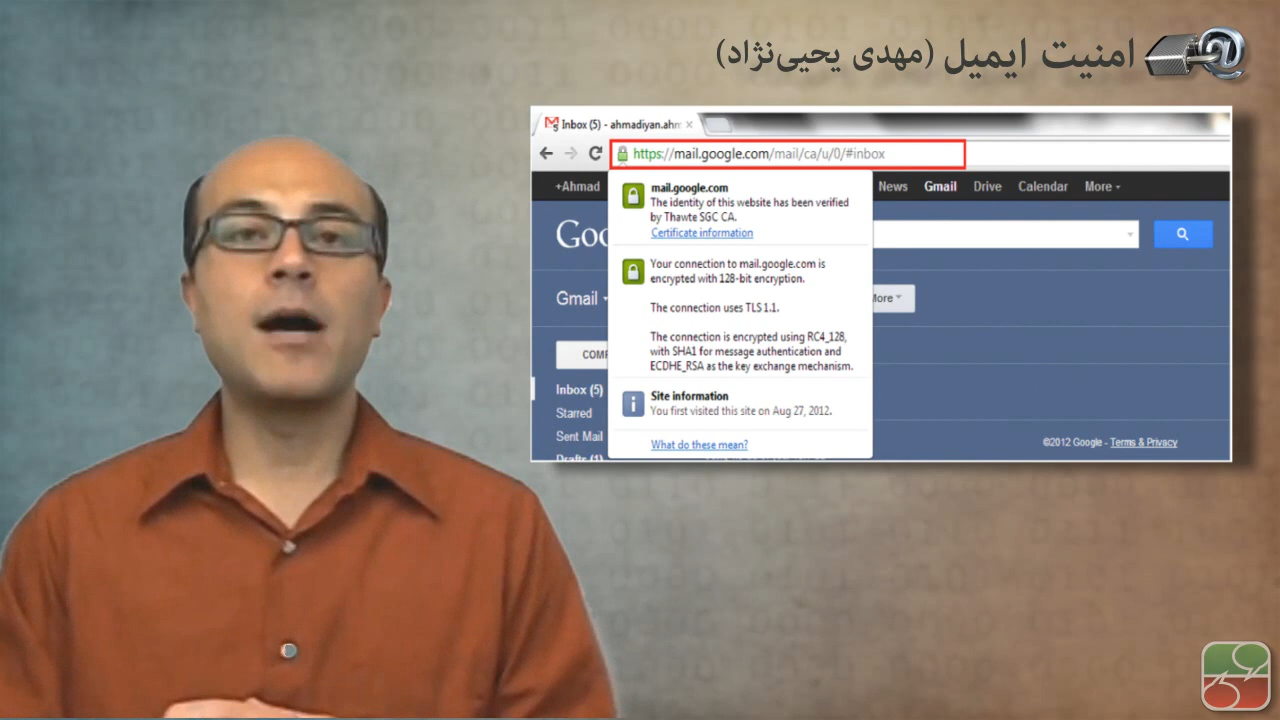 امنیت ایمیل (مهدی یحیی‌نژاد)
Inbox (5) - ahmadiyan.ahm
https://mail.google.com/mail/ca/u/0/#inbox
+Ahmad
News Gmail Drive Calendar More
mail.google.com
The identity of this website has been verified
by Thawte SGC CA.
Certificate information
Goo
Your connection to mail.google.com is
encrypted with 128-bit encryption.
Gmail
More
The connection uses TLS 1.1.
The connection is encrypted using RC4_128,
with SHA1 for message authentication and
ECDHE_RSA as the key exchange mechanism.
COMP
Inbox (5)
Starred
Sent Mail
Drafts (1)
Site information
You first visited this site on Aug 27, 2012.
What do these mean?
©2012 Google - Terms & Privacy